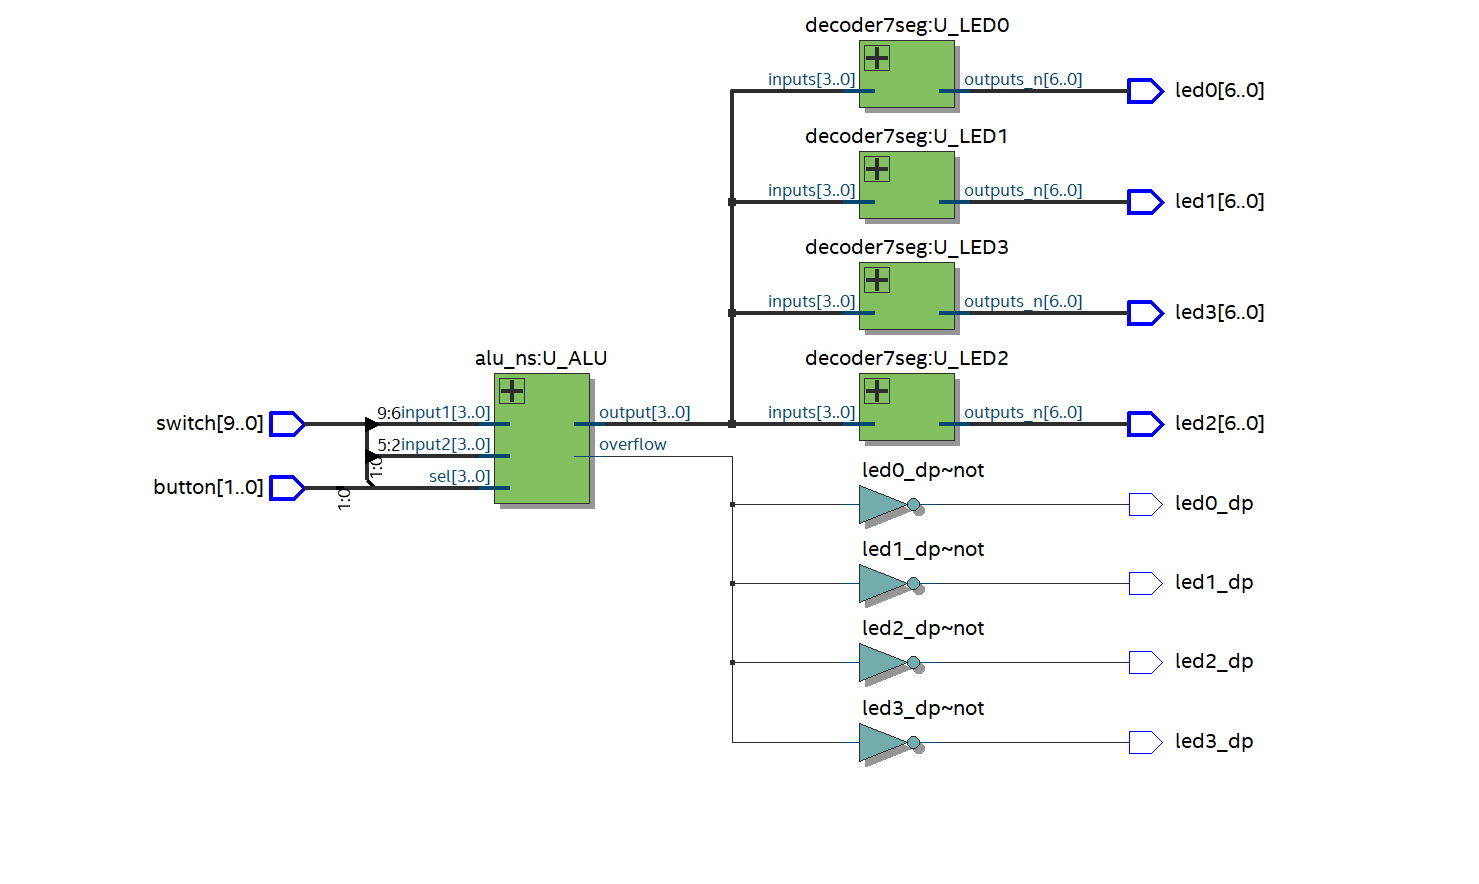 decoder7seg:U_LED0
inputs[3..0] outputs_n[6..0] led0[6..0]
decoder7seg:U_LED1
inputs[3..0] outputs_n[6..0] led1[6..0]
decoder7seg:U_LED3
inputs[3..0] outputs_n[6..0] led3[6..0]
alu_ns:U_ALU decoder7seg:U_LED2
switch[9..0] 9:6 input1[3..0] output[3..0] inputs[3..0] outputs_n[6..0] led2[6..0]
5:2 input2[3..0] overflow
1:0
button[1..0] 1:0 sel[3..0]
led0_dp~not
led0_dp
led1_dp~not
led1_dp
led2_dp~not
led2_dp
led3_dp~not
led3_dp